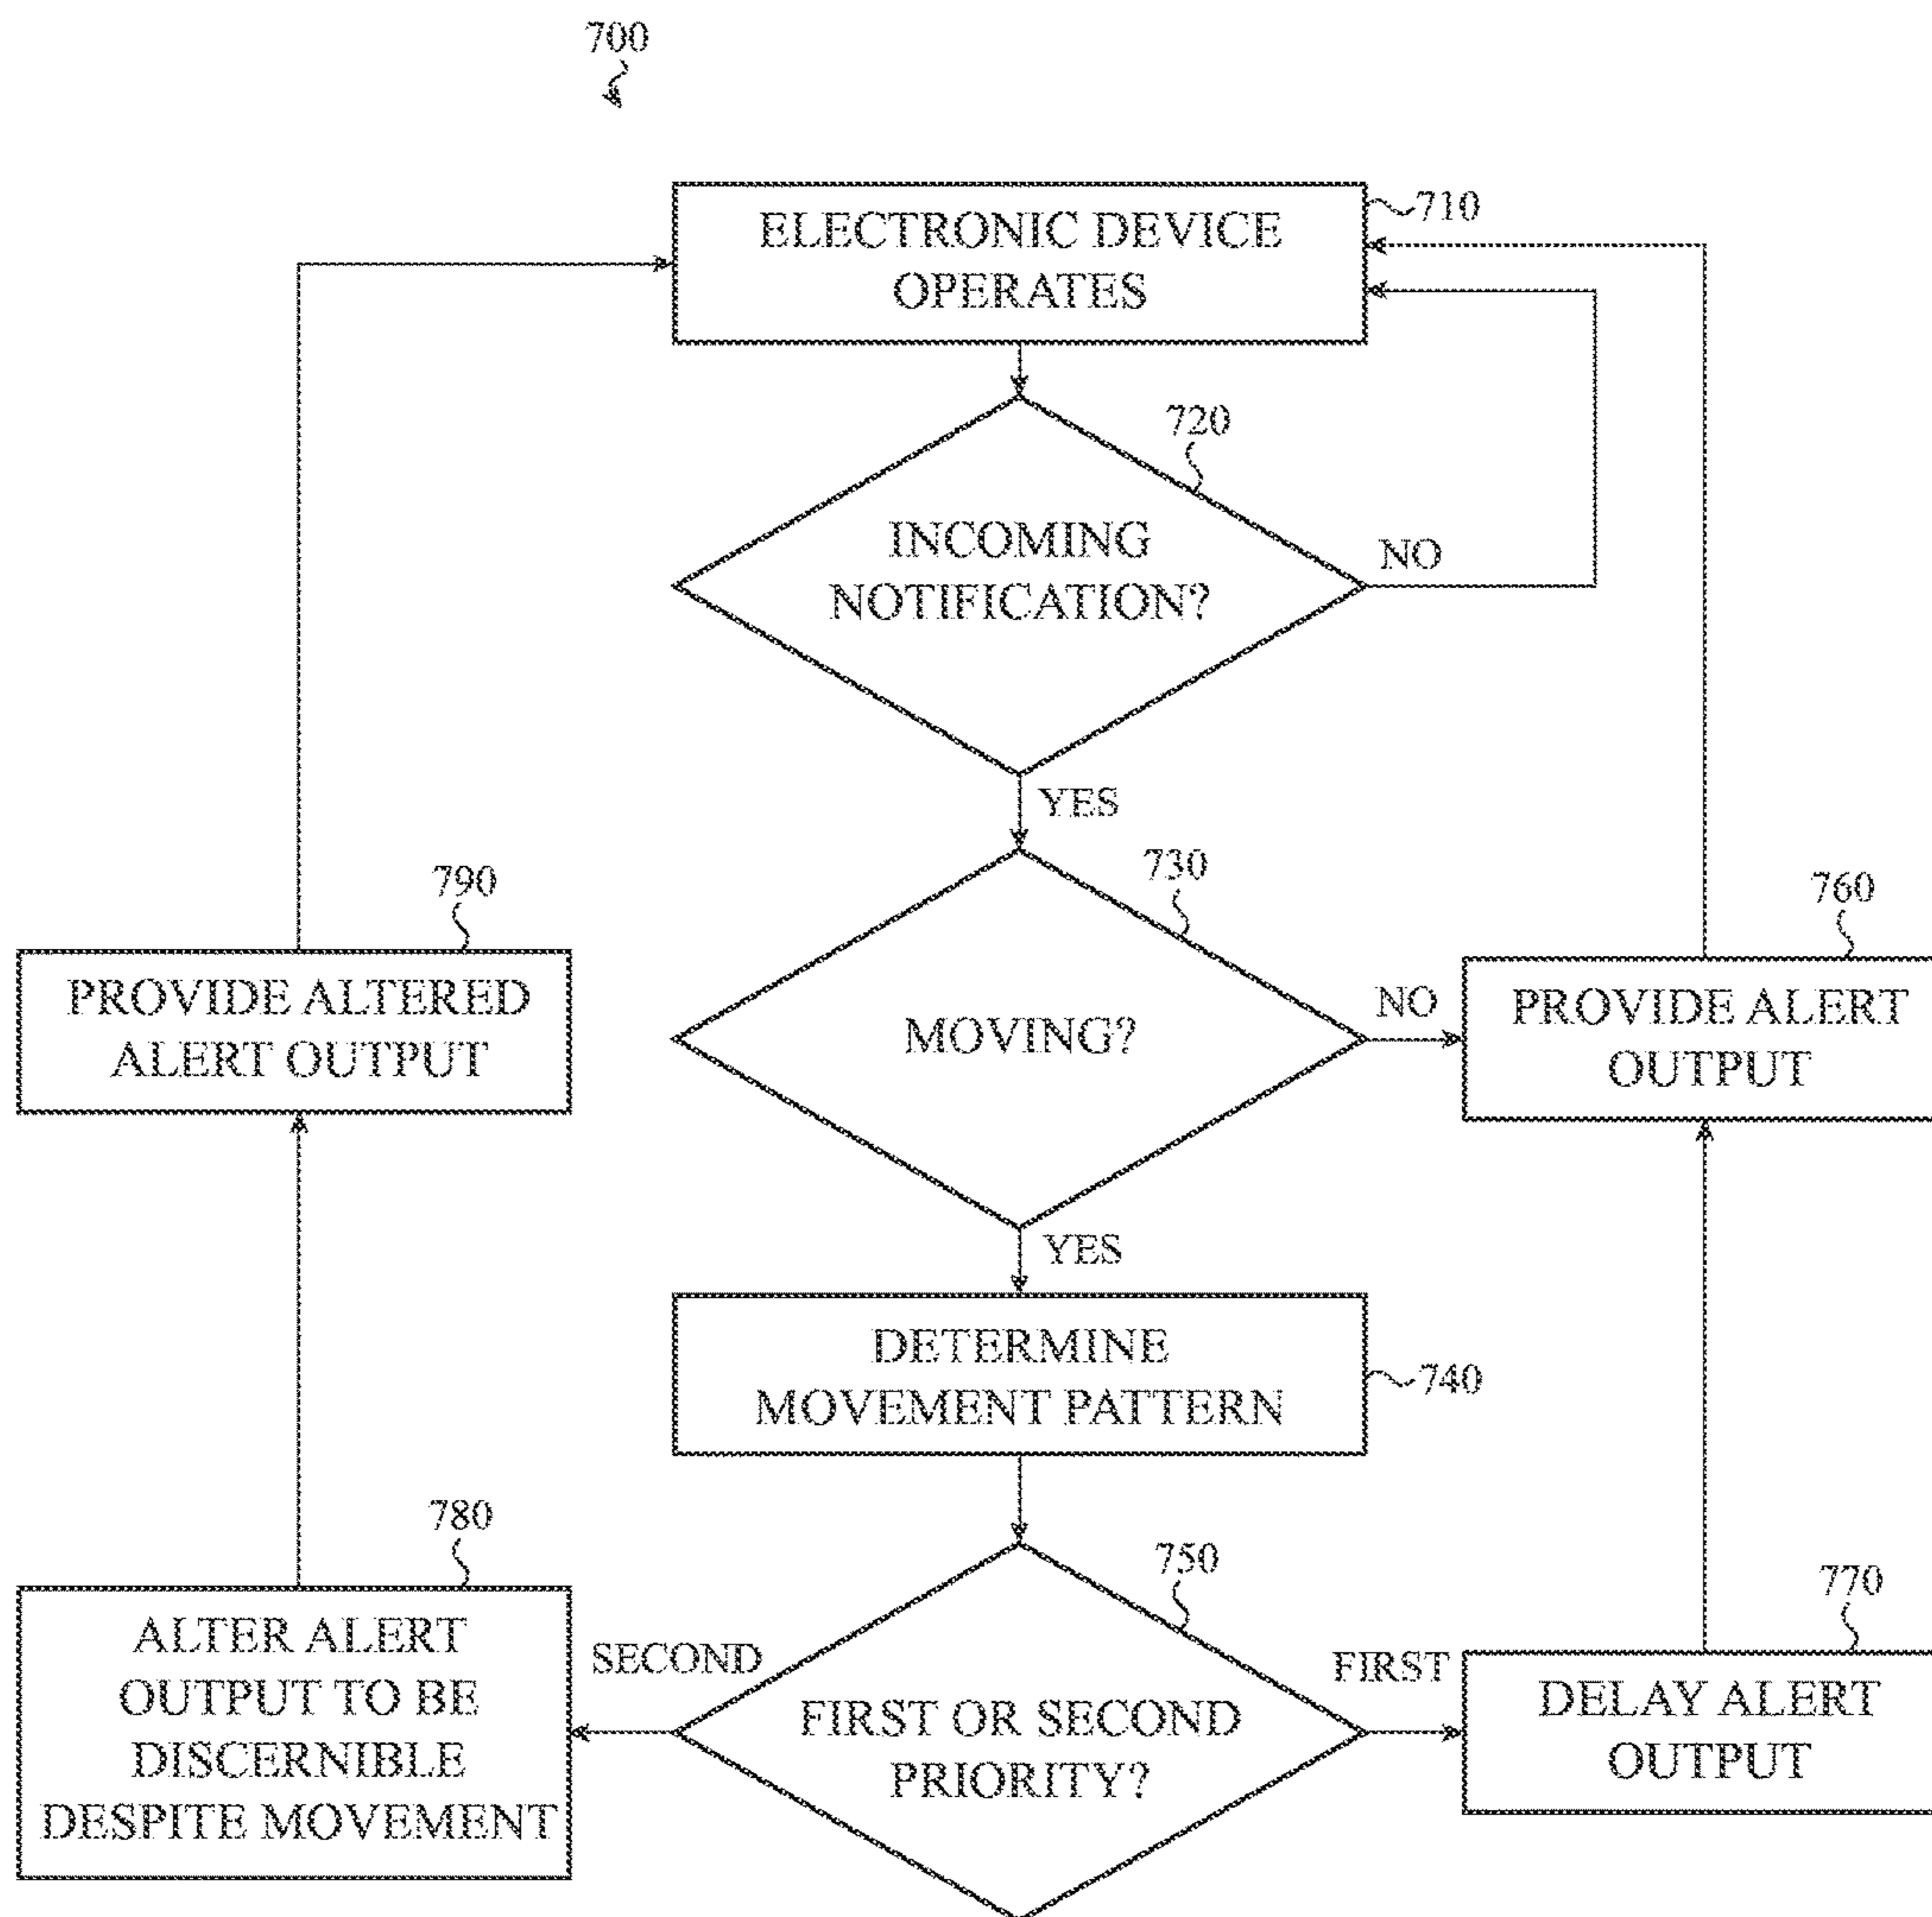 700
ELECTRONIC DEVICE
OPERATES
710
720
INCOMING
NOTIFICATION?
NO
YES
730
MOVING?
NO
790
PROVIDE ALTERED
ALERT OUTPUT
760
PROVIDE ALERT
OUTPUT
YES
DETERMINE
MOVEMENT PATTERN
740
750
FIRST OR SECOND
PRIORITY?
SECOND
FIRST
780
ALTER ALERT
OUTPUT TO BE
DISCERNIBLE
DESPITE MOVEMENT
770
DELAY ALERT
OUTPUT